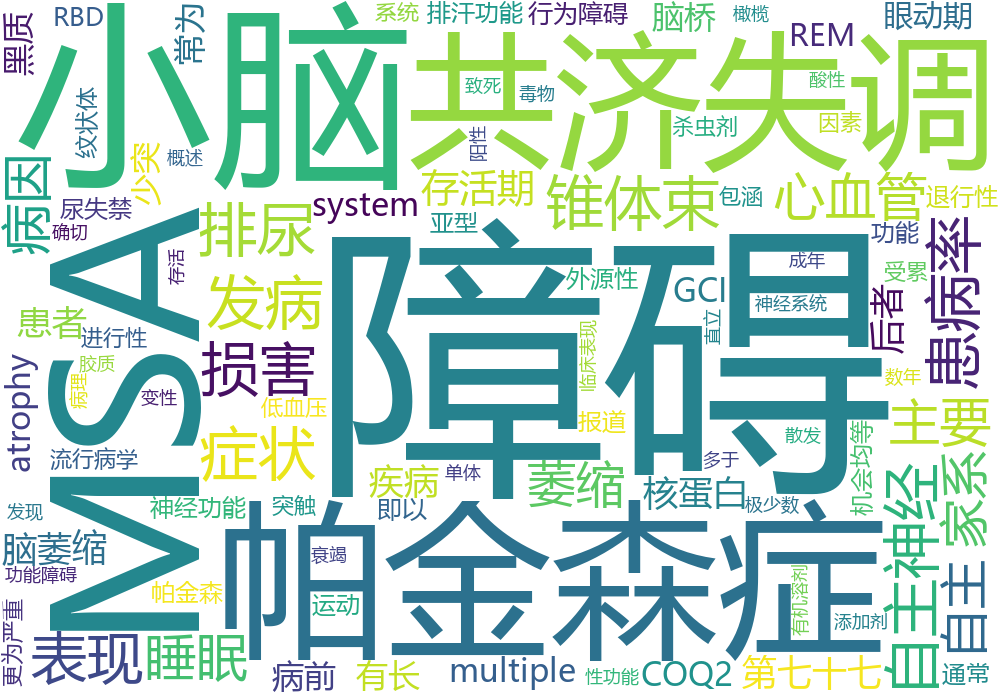 RBD
系统
排汗功能
行为障碍
脑桥
橄榄
眼动期
黑质
常为
小脑
共济失调
REM
致死
毒物
酸性
纹状体
少突
概述
阳性
杀虫剂
因素
病因
尿失禁
确切
存活
排尿
system
存活期
亚型
锥体束
包涵
心血管
退行性
功能
受累
患病率
MSA
障碍
发病
外源性
GCI
直立
成年
神经系统
后者
患者
进行性
损害
临床表现
数年
胶质
病理
变性
低血压
报道
散发
主要
atrophy
流行病学
症状
疾病
单体
萎缩
多于
机会均等
发现
神经功能
突触
即以
核蛋白
极少数
自主神经
家系
脑萎缩
功能障碍
帕金森
帕金森症
衰竭
运动
有机溶剂
添加剂
自主
更为严重
表现
睡眠
病前
有长
multiple
性功能
COQ2
第七十七
通常